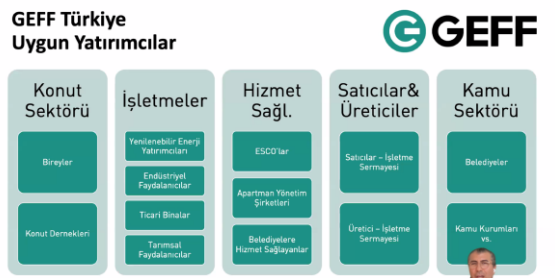 GEFF Türkiye
Uygun Yatırımcılar
GEFF
Konut
Sektörü
Bireyler
Konut Dernekleri
İşletmeler
Yenilenebilir Enerji
Yatırımcıları
Endüstriyel
Faydalanıcılar
Ticari Binalar
Tarımsal
Faydalanıcılar
Hizmet
Sağl.
ESCO'lar
Apartman Yönetim
Şirketleri
Belediyelere
Hizmet Sağlayanlar
Satıcılar&
Üreticiler
Satıcılar – İşletme
Sermayesi
Üretici – İşletme
Sermayesi
Kamu
Sektörü
Belediyeler
Kamu Kurumları
vs.